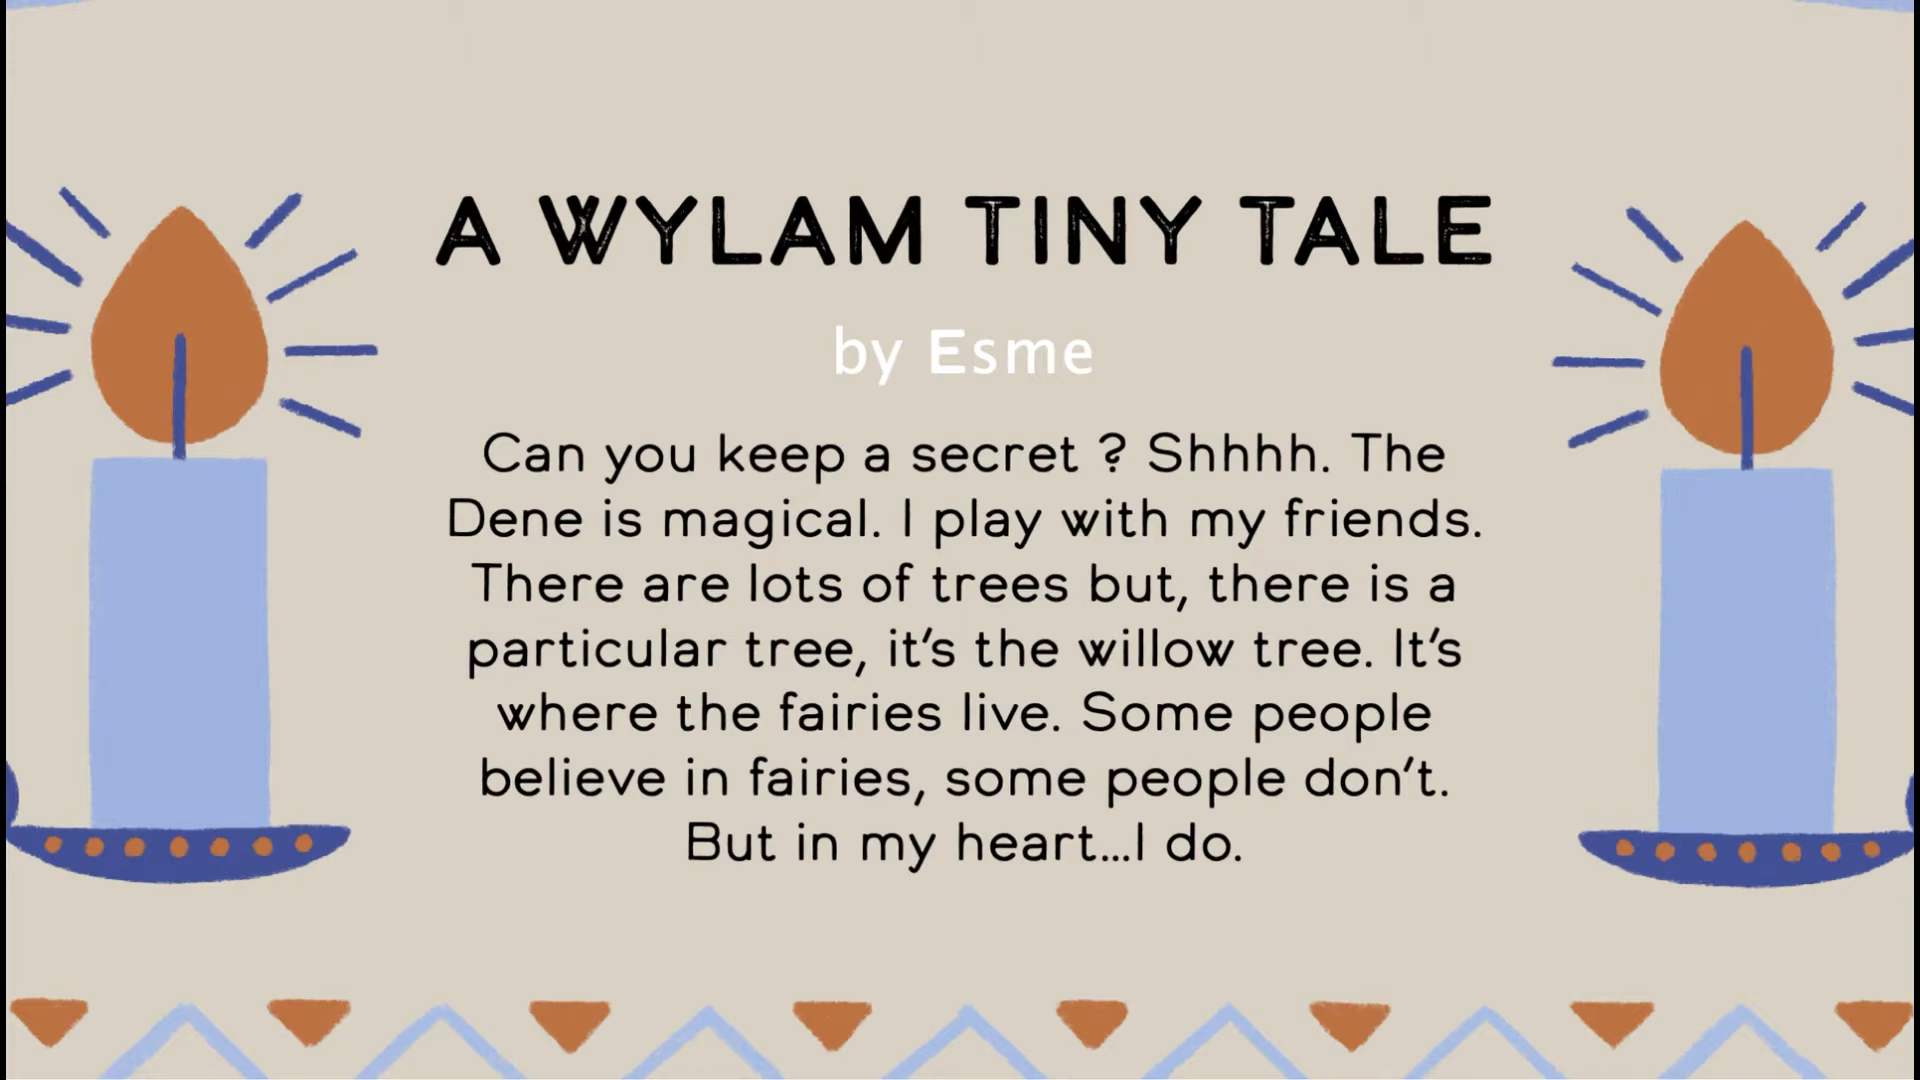 A WYLAM TINY TALE
by Esme
Can you keep a secret ? Shhhh. The
Dene is magical. I play with my friends.
There are lots of trees but, there is a
particular tree, it’s the willow tree. It’s
where the fairies live. Some people
believe in fairies, some people don’t.
But in my heart...I do.